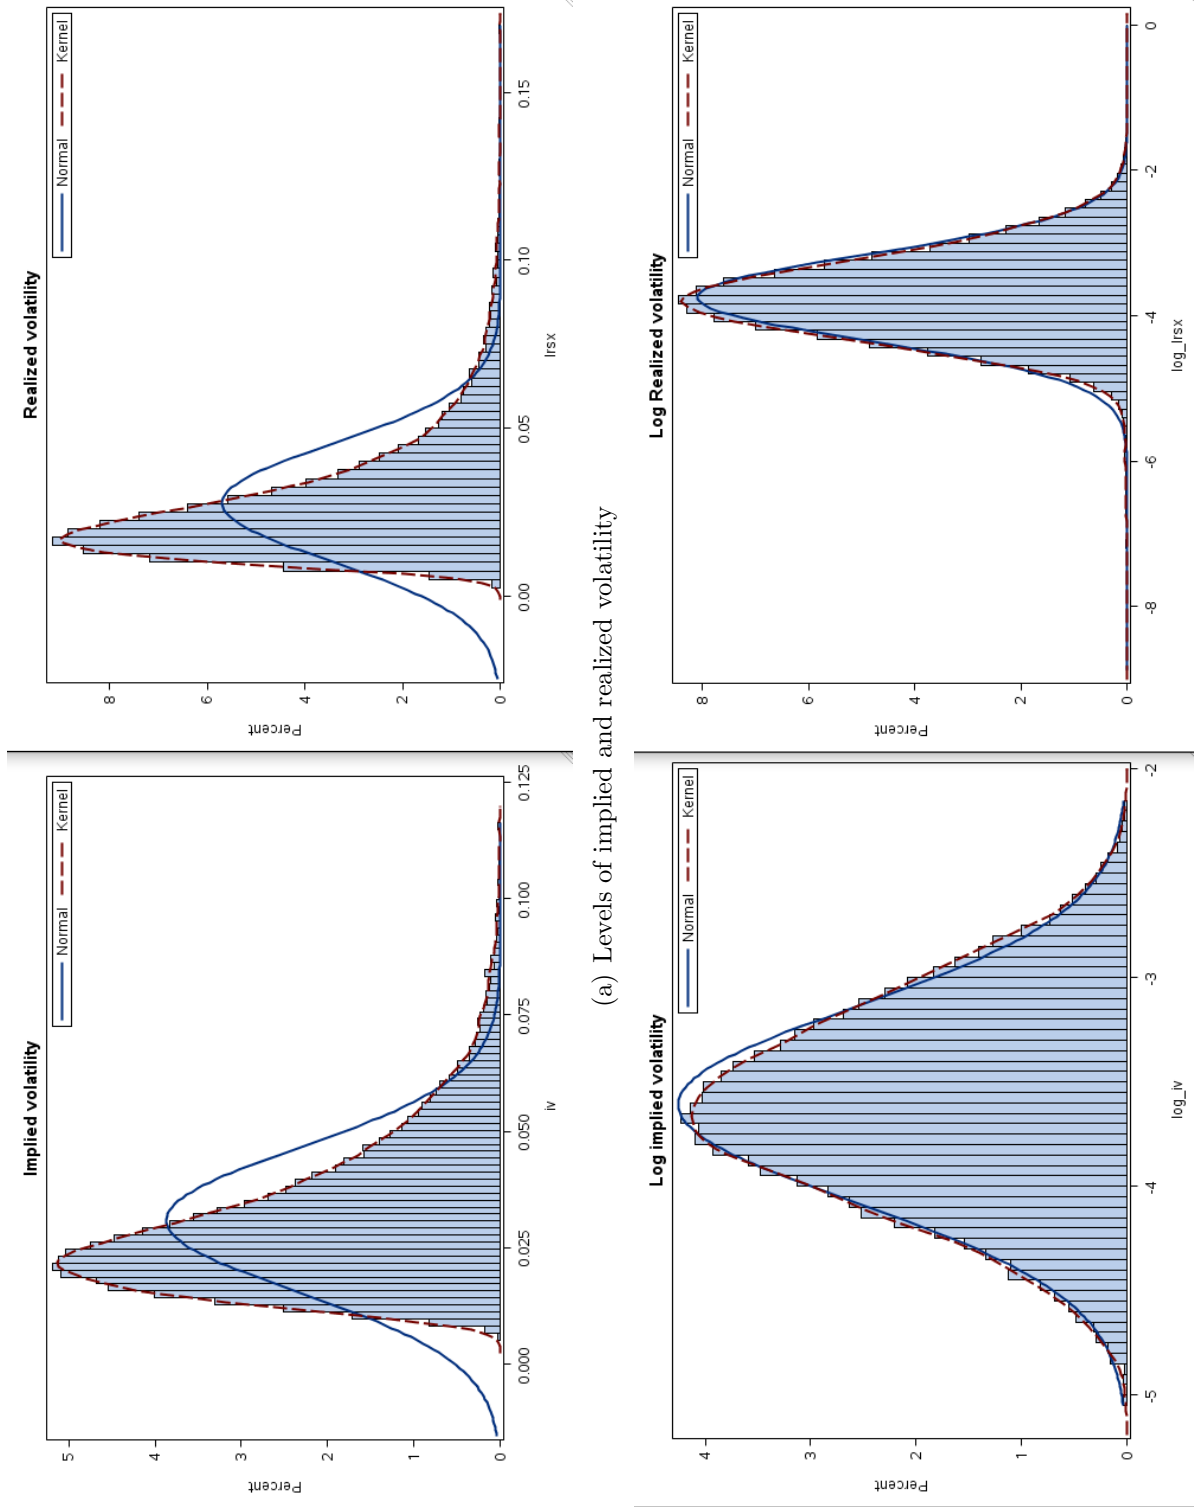 Implied volatility
Normal Kernel
Percent
5
4
3
2
1
0
0.000 0.025 0.050 0.075 0.100 0.125
iv
Realized volatility
Normal Kernel
Percent
8
6
4
2
0
0.00 0.05 0.10 0.15
lrsx
(a) Levels of implied and realized volatility
Log implied volatility
Normal Kernel
Percent
4
3
2
1
0
-5 -4 -3 -2
log_iv
Log Realized volatility
Normal Kernel
Percent
8
6
4
2
0
-8 -6 -4 -2 0
log_lrsx